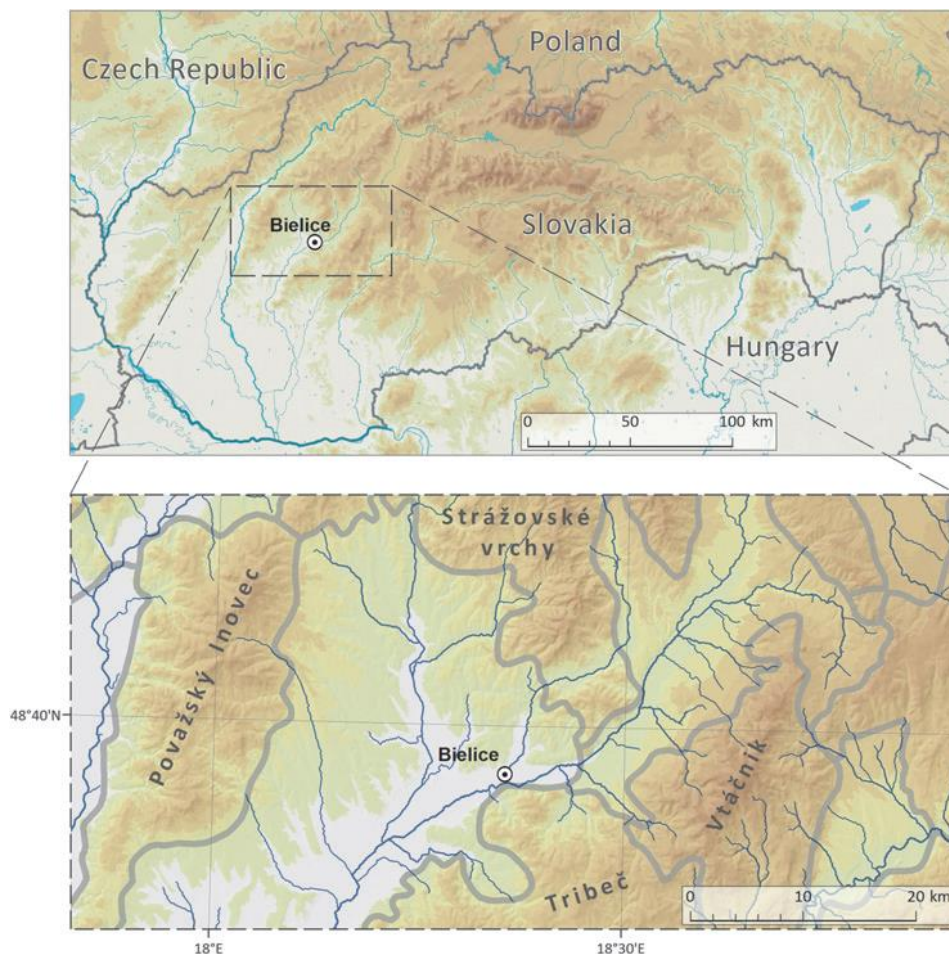 Poland
Czech Republic
Bielice
Slovakia
Hungary
0 50 100 km
Strážovské
vrchy
Považský Inovec
48°40'N
Bielice
Vtáčnik
Tribeč
0 10 20 km
18°E
18°30'E